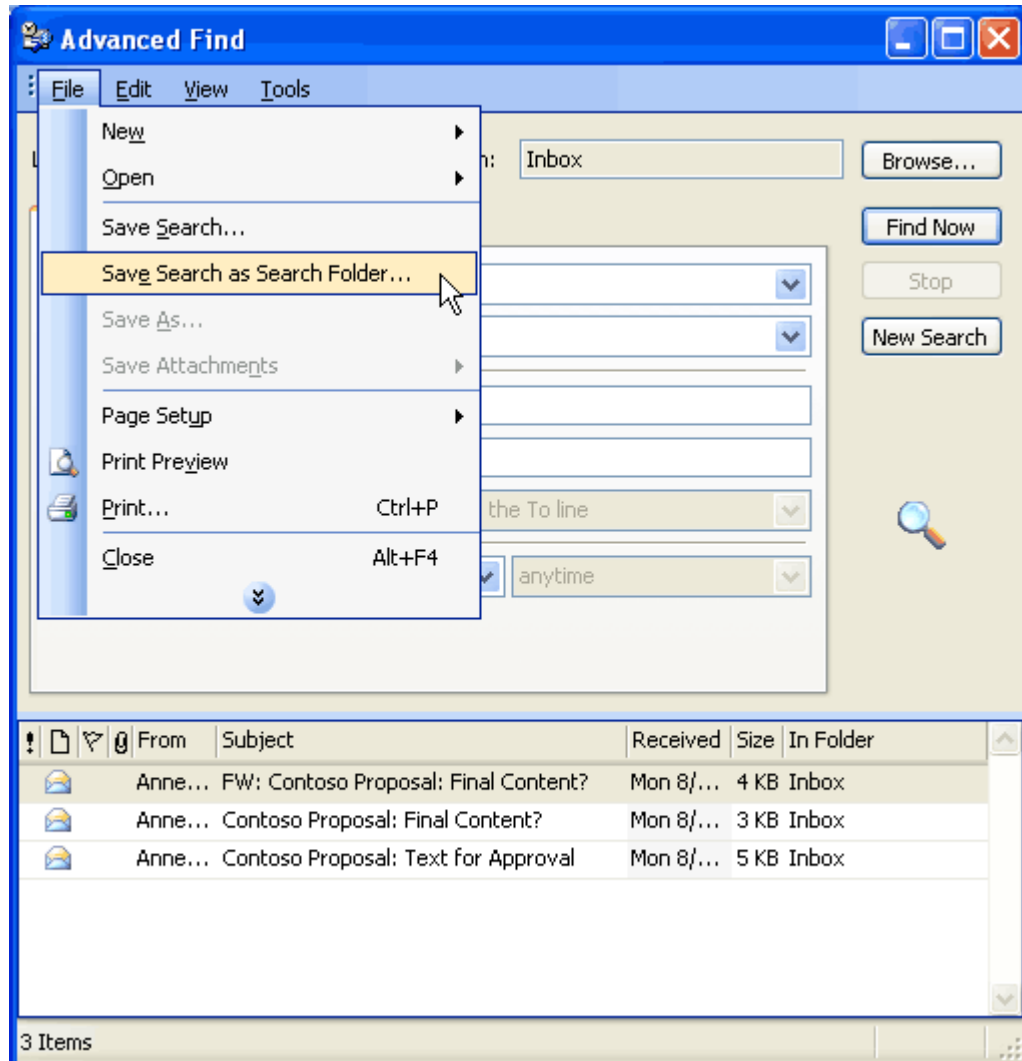 Advanced Find
File Edit View Tools
New
Open
Save Search...
Save Search as Search Folder...
Save As...
Save Attachments
Page Setup
Print Preview
Print... Ctrl+P
Close Alt+F4
Inbox
Browse...
Find Now
Stop
New Search
the To line
anytime
! From Subject Received Size In Folder
Anne... FW: Contoso Proposal: Final Content? Mon 8/... 4 KB Inbox
Anne... Contoso Proposal: Final Content? Mon 8/... 3 KB Inbox
Anne... Contoso Proposal: Text for Approval Mon 8/... 5 KB Inbox
3 Items